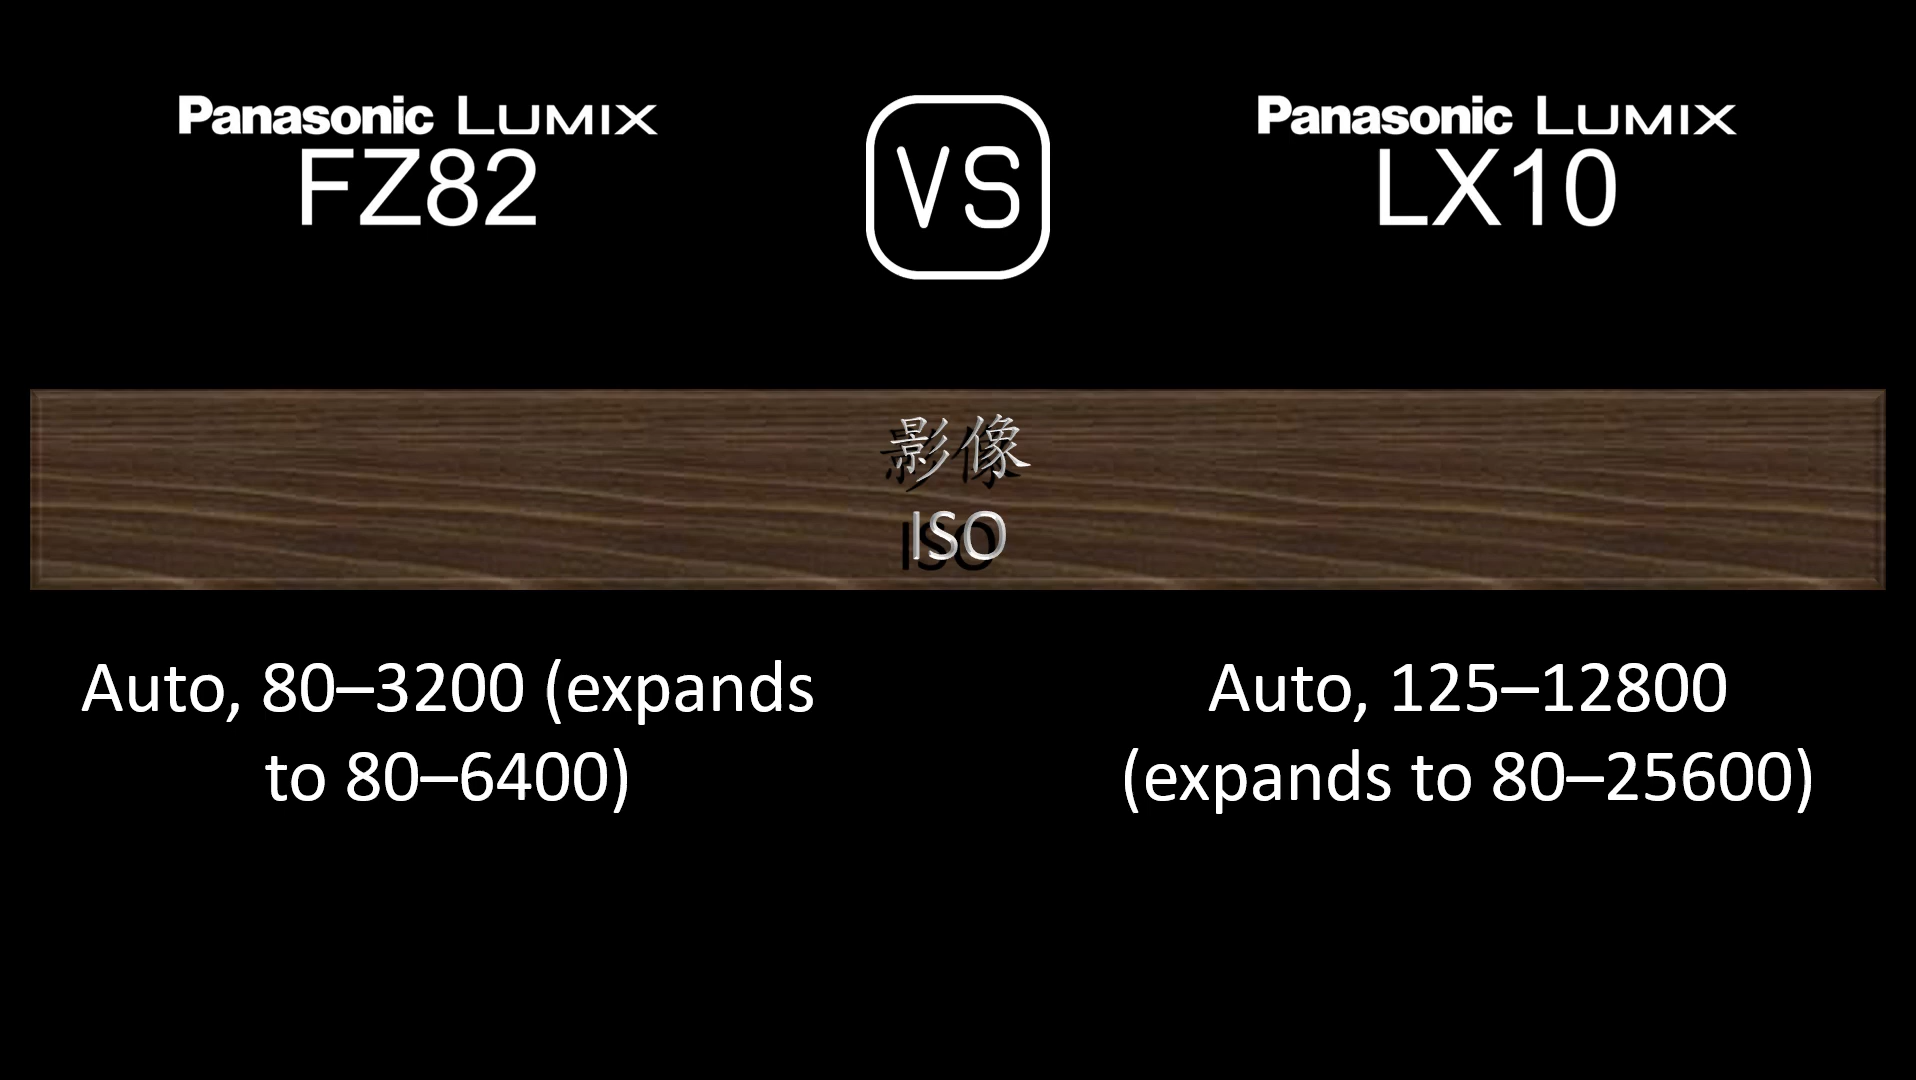 Panasonic LUMIX
FZ82
VS
Panasonic LUMIX
LX10
影像
ISO
Auto, 80–3200 (expands
to 80–6400)
Auto, 125–12800
(expands to 80–25600)